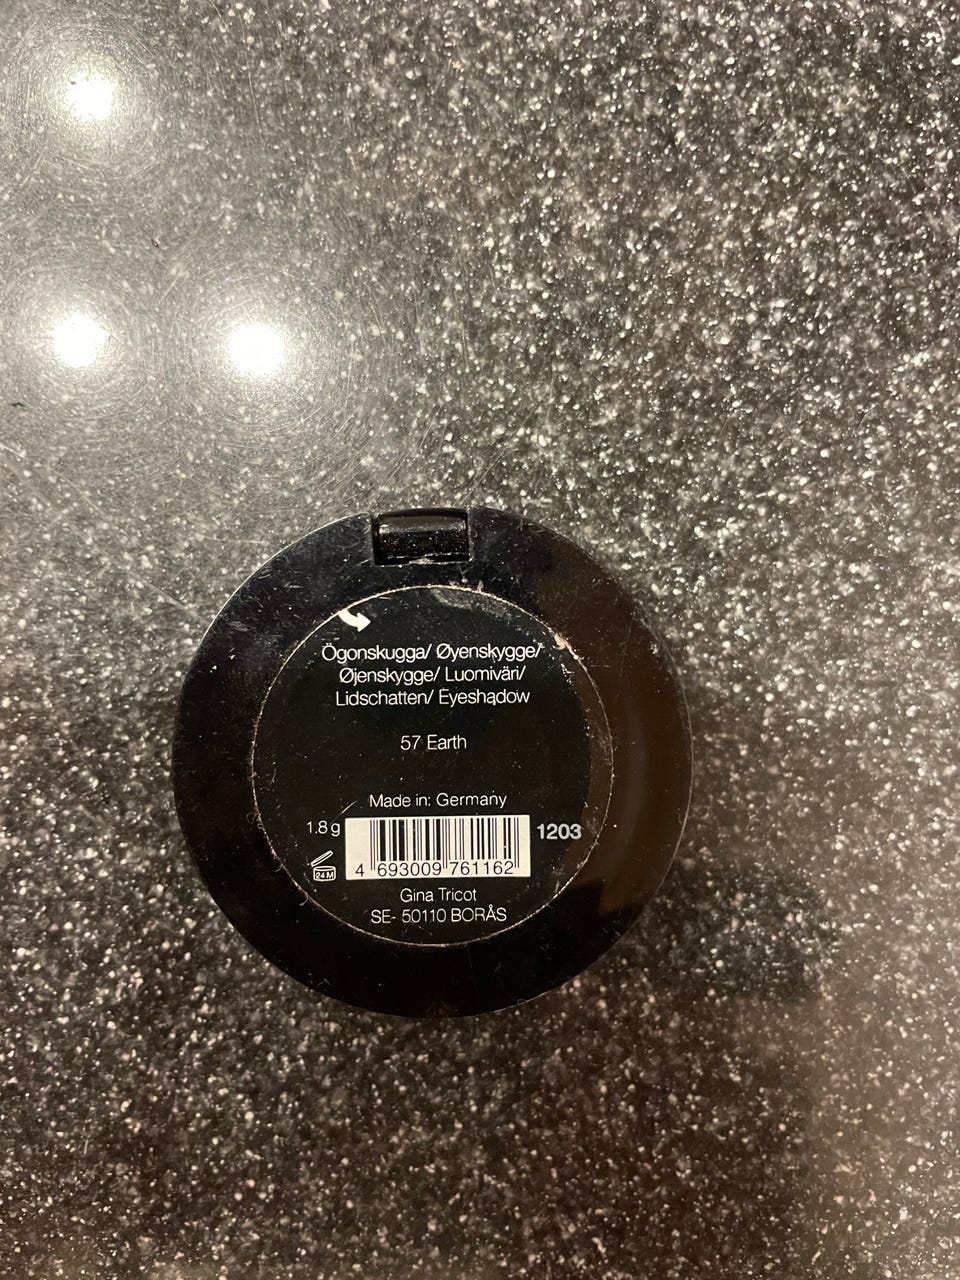 Ögonskugga/ Øyenskygge/
Øjenskygge/ Luomiväri/
Lidschatten/ Eyeshadow
57 Earth
Made in: Germany
1.8 g
1203
24 M
4 693009 761162
Gina Tricot
SE- 50110 BORÅS